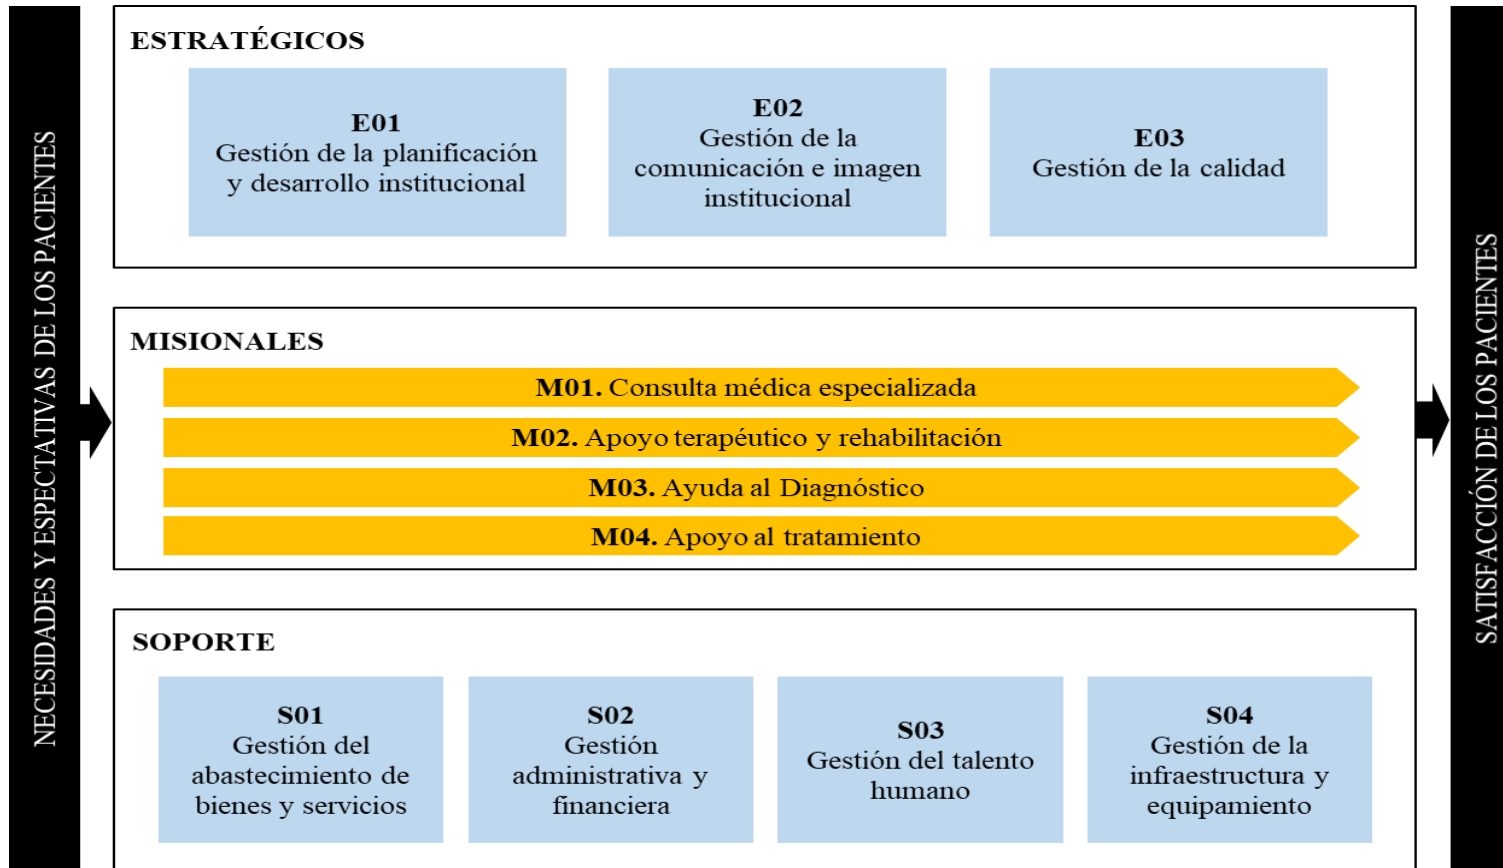 NECESIDADES Y ESPECTATIVAS DE LOS PACIENTES
ESTRATÉGICOS
E01
Gestión de la planificación
y desarrollo institucional
E02
Gestión de la
comunicación e imagen
institucional
E03
Gestión de la calidad
MISIONALES
M01. Consulta médica especializada
M02. Apoyo terapéutico y rehabilitación
M03. Ayuda al Diagnóstico
M04. Apoyo al tratamiento
SOPORTE
S01
Gestión del
abastecimiento de
bienes y servicios
S02
Gestión
administrativa y
financiera
S03
Gestión del talento
humano
S04
Gestión de la
infraestructura y
equipamiento
SATISFACCIÓN DE LOS PACIENTES